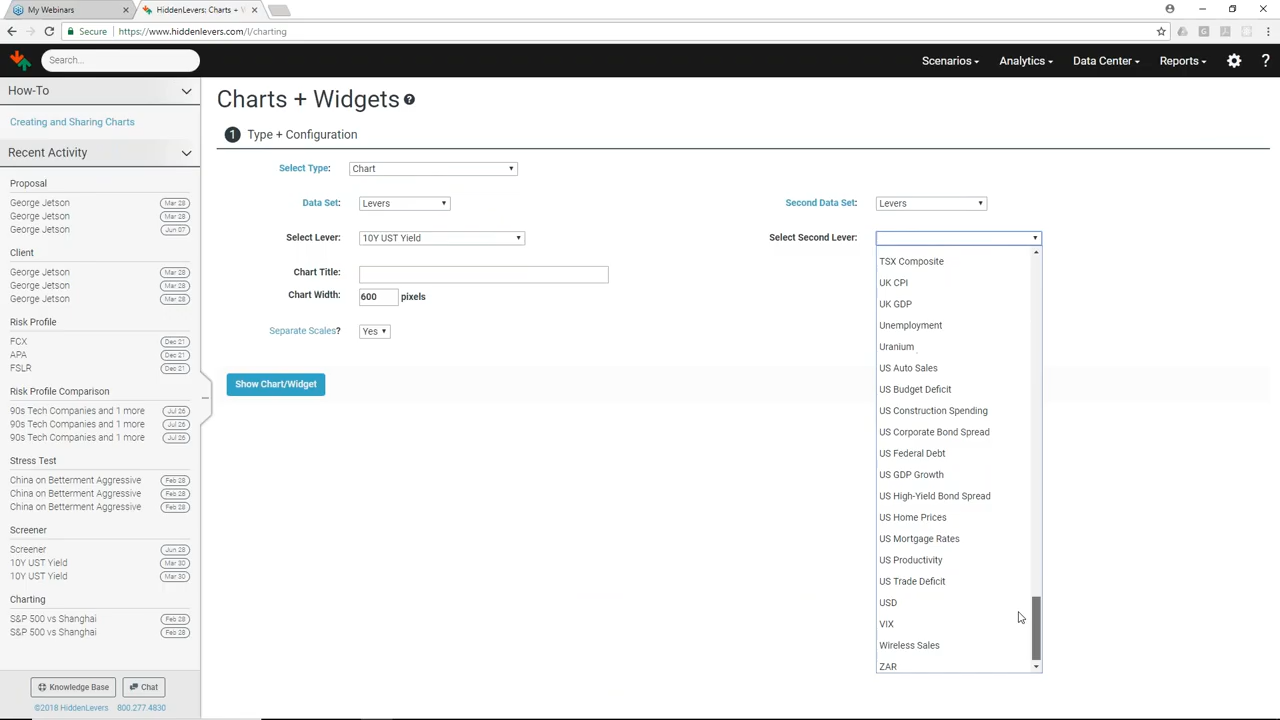 My Webinars
HiddenLevers: Charts + W
Secure
https://www.hiddenlevers.com/l/charting
Search...
Scenarios
Analytics
Data Center
Reports
?
How-To
Creating and Sharing Charts
Recent Activity
Proposal
George Jetson Mar 28
George Jetson Mar 28
George Jetson Jun 07
Client
George Jetson Mar 28
George Jetson Mar 28
George Jetson Mar 28
Risk Profile
FCX Dec 21
APA Dec 21
FSLR Dec 21
Risk Profile Comparison
90s Tech Companies and 1 more Jul 26
90s Tech Companies and 1 more Jul 26
90s Tech Companies and 1 more Jul 26
Stress Test
China on Betterment Aggressive Feb 28
China on Betterment Aggressive Feb 28
China on Betterment Aggressive Feb 28
Screener
Screener Jun 28
10Y UST Yield Mar 30
10Y UST Yield Mar 30
Charting
S&P 500 vs Shanghai Feb 28
S&P 500 vs Shanghai Feb 28
Knowledge Base
Chat
©2018 HiddenLevers 800.277.4830
Charts + Widgets ?
1 Type + Configuration
Select Type: Chart
Data Set: Levers
Second Data Set: Levers
Select Lever: 10Y UST Yield
Select Second Lever:
Chart Title:
Chart Width: 600 pixels
Separate Scales? Yes
Show Chart/Widget
TSX Composite
UK CPI
UK GDP
Unemployment
Uranium
US Auto Sales
US Budget Deficit
US Construction Spending
US Corporate Bond Spread
US Federal Debt
US GDP Growth
US High-Yield Bond Spread
US Home Prices
US Mortgage Rates
US Productivity
US Trade Deficit
USD
VIX
Wireless Sales
ZAR